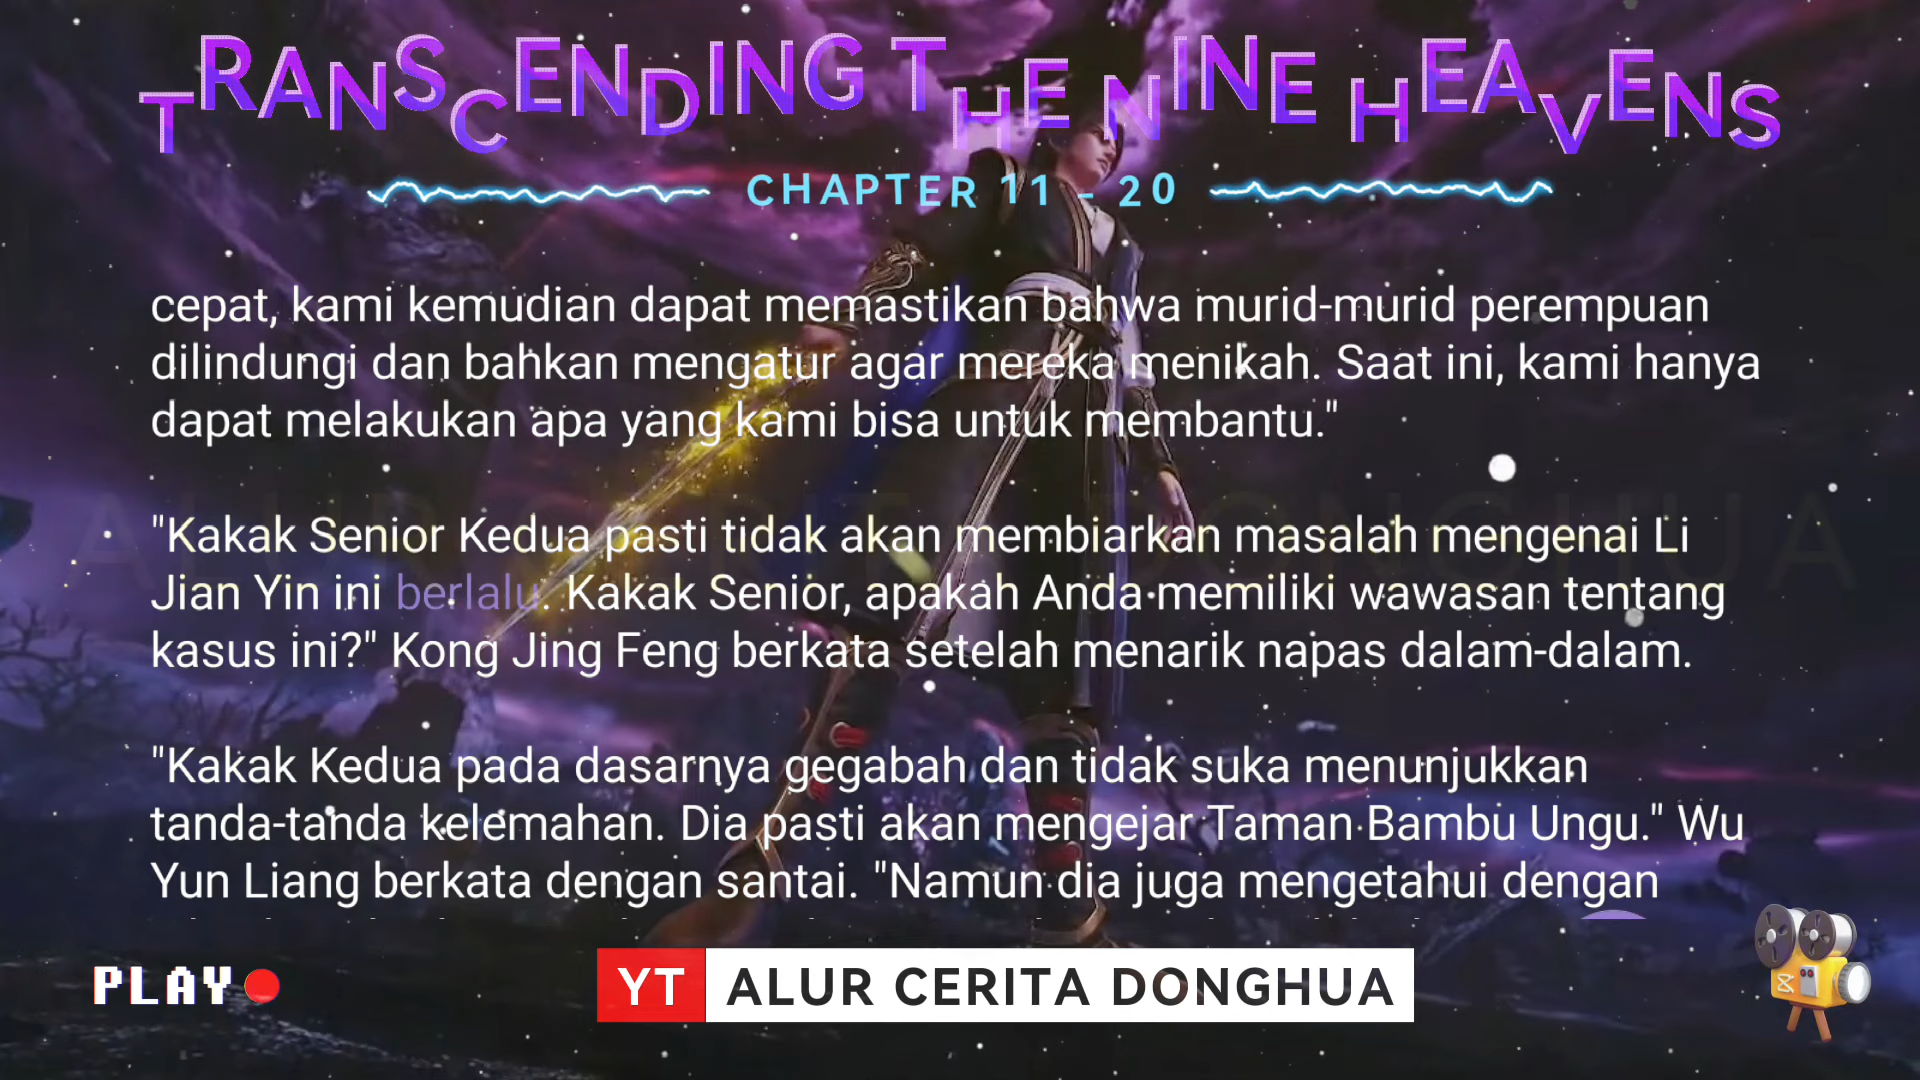 TRANSCENDING THE NINE HEAVENS
CHAPTER 11 - 20
cepat, kami kemudian dapat memastikan bahwa murid-murid perempuan
dilindungi dan bahkan mengatur agar mereka menikah. Saat ini, kami hanya
dapat melakukan apa yang kami bisa untuk membantu."
"Kakak Senior Kedua pasti tidak akan membiarkan masalah mengenai Li
Jian Yin ini berlalu. Kakak Senior, apakah Anda memiliki wawasan tentang
kasus ini?" Kong Jing Feng berkata setelah menarik napas dalam-dalam.
"Kakak Kedua pada dasarnya gegabah dan tidak suka menunjukkan
tanda-tanda kelemahan. Dia pasti akan mengejar Taman Bambu Ungu." Wu
Yun Liang berkata dengan santai. "Namun dia juga mengetahui dengan
PLAY
YT ALUR CERITA DONGHUA